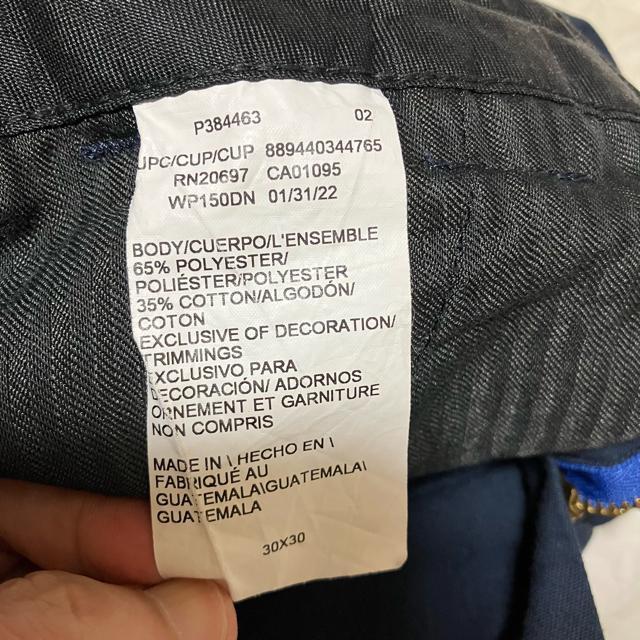 P384463 02
UPC/CUP/CUP 889440344765
RN20697 CA01095
WP150DN 01/31/22
BODY/CUERPO/L'ENSEMBLE
65% POLYESTER/
POLIÉSTER/POLYESTER
35% COTTON/ALGODÓN/
COTON
EXCLUSIVE OF DECORATION/
TRIMMINGS
EXCLUSIVO PARA
DECORACIÓN/ ADORNOS
ORNEMENT ET GARNITURE
NON COMPRIS
MADE IN \ HECHO EN \
FABRIQUÉ AU
GUATEMALA\GUATEMALA\
GUATEMALA
30X30